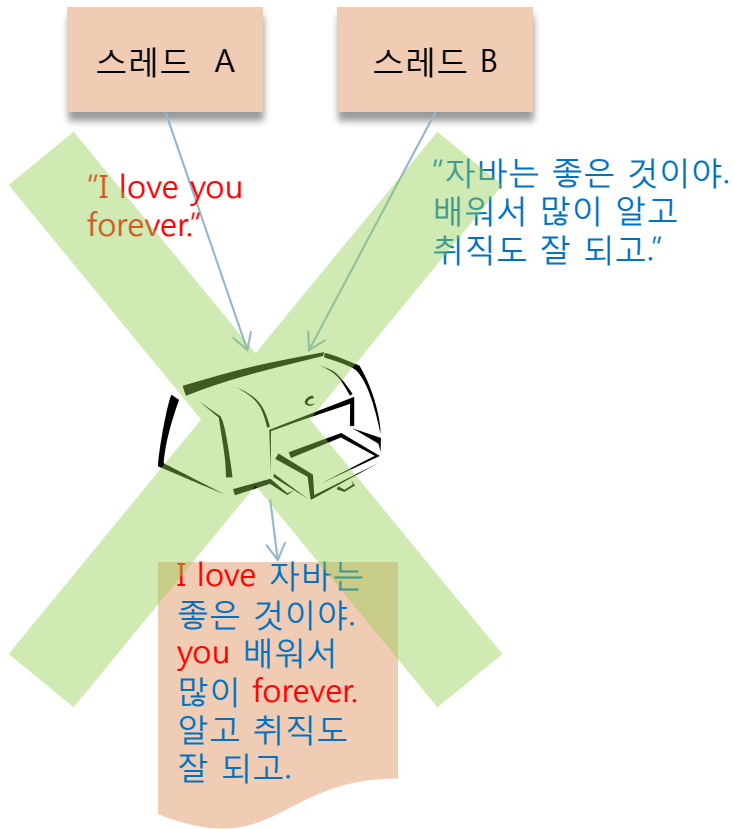 스레드 A
스레드 B
“I love you
forever.”
“자바는 좋은 것이야.
배워서 많이 알고
취직도 잘 되고.”
I love 자바는
좋은 것이야.
you 배워서
많이 forever.
알고 취직도
잘 되고.